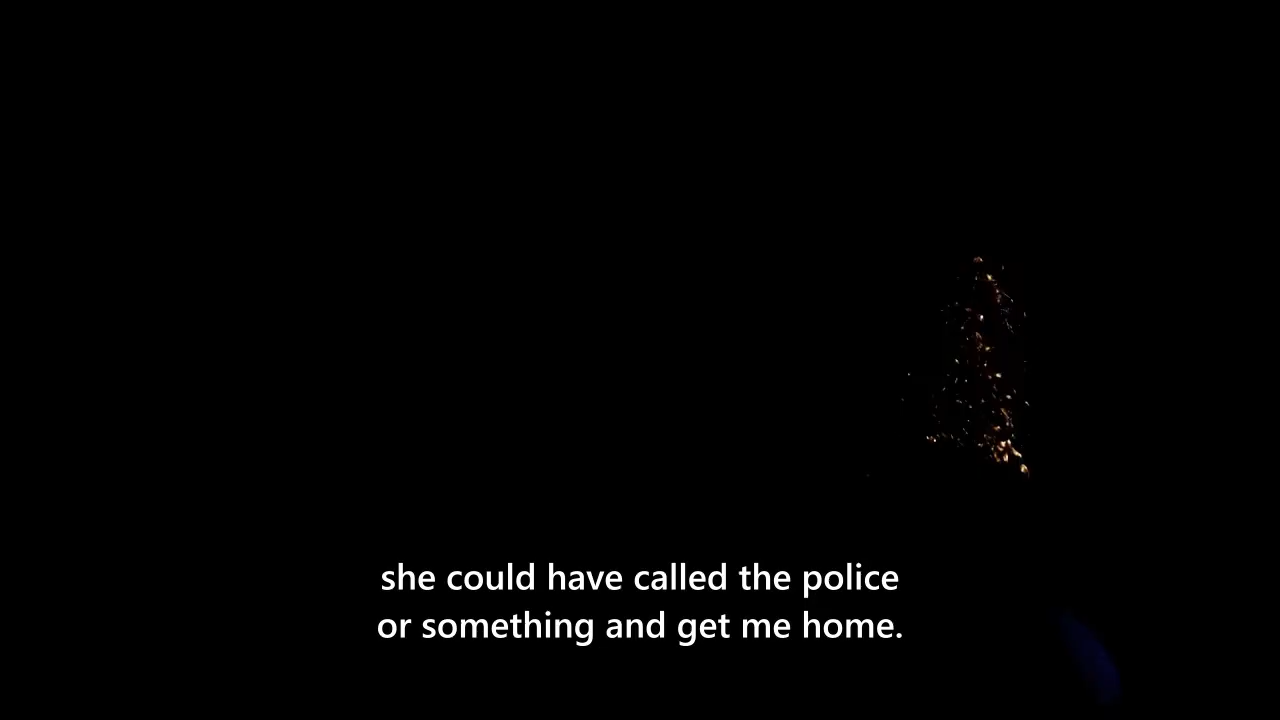 she could have called the police
or something and get me home.